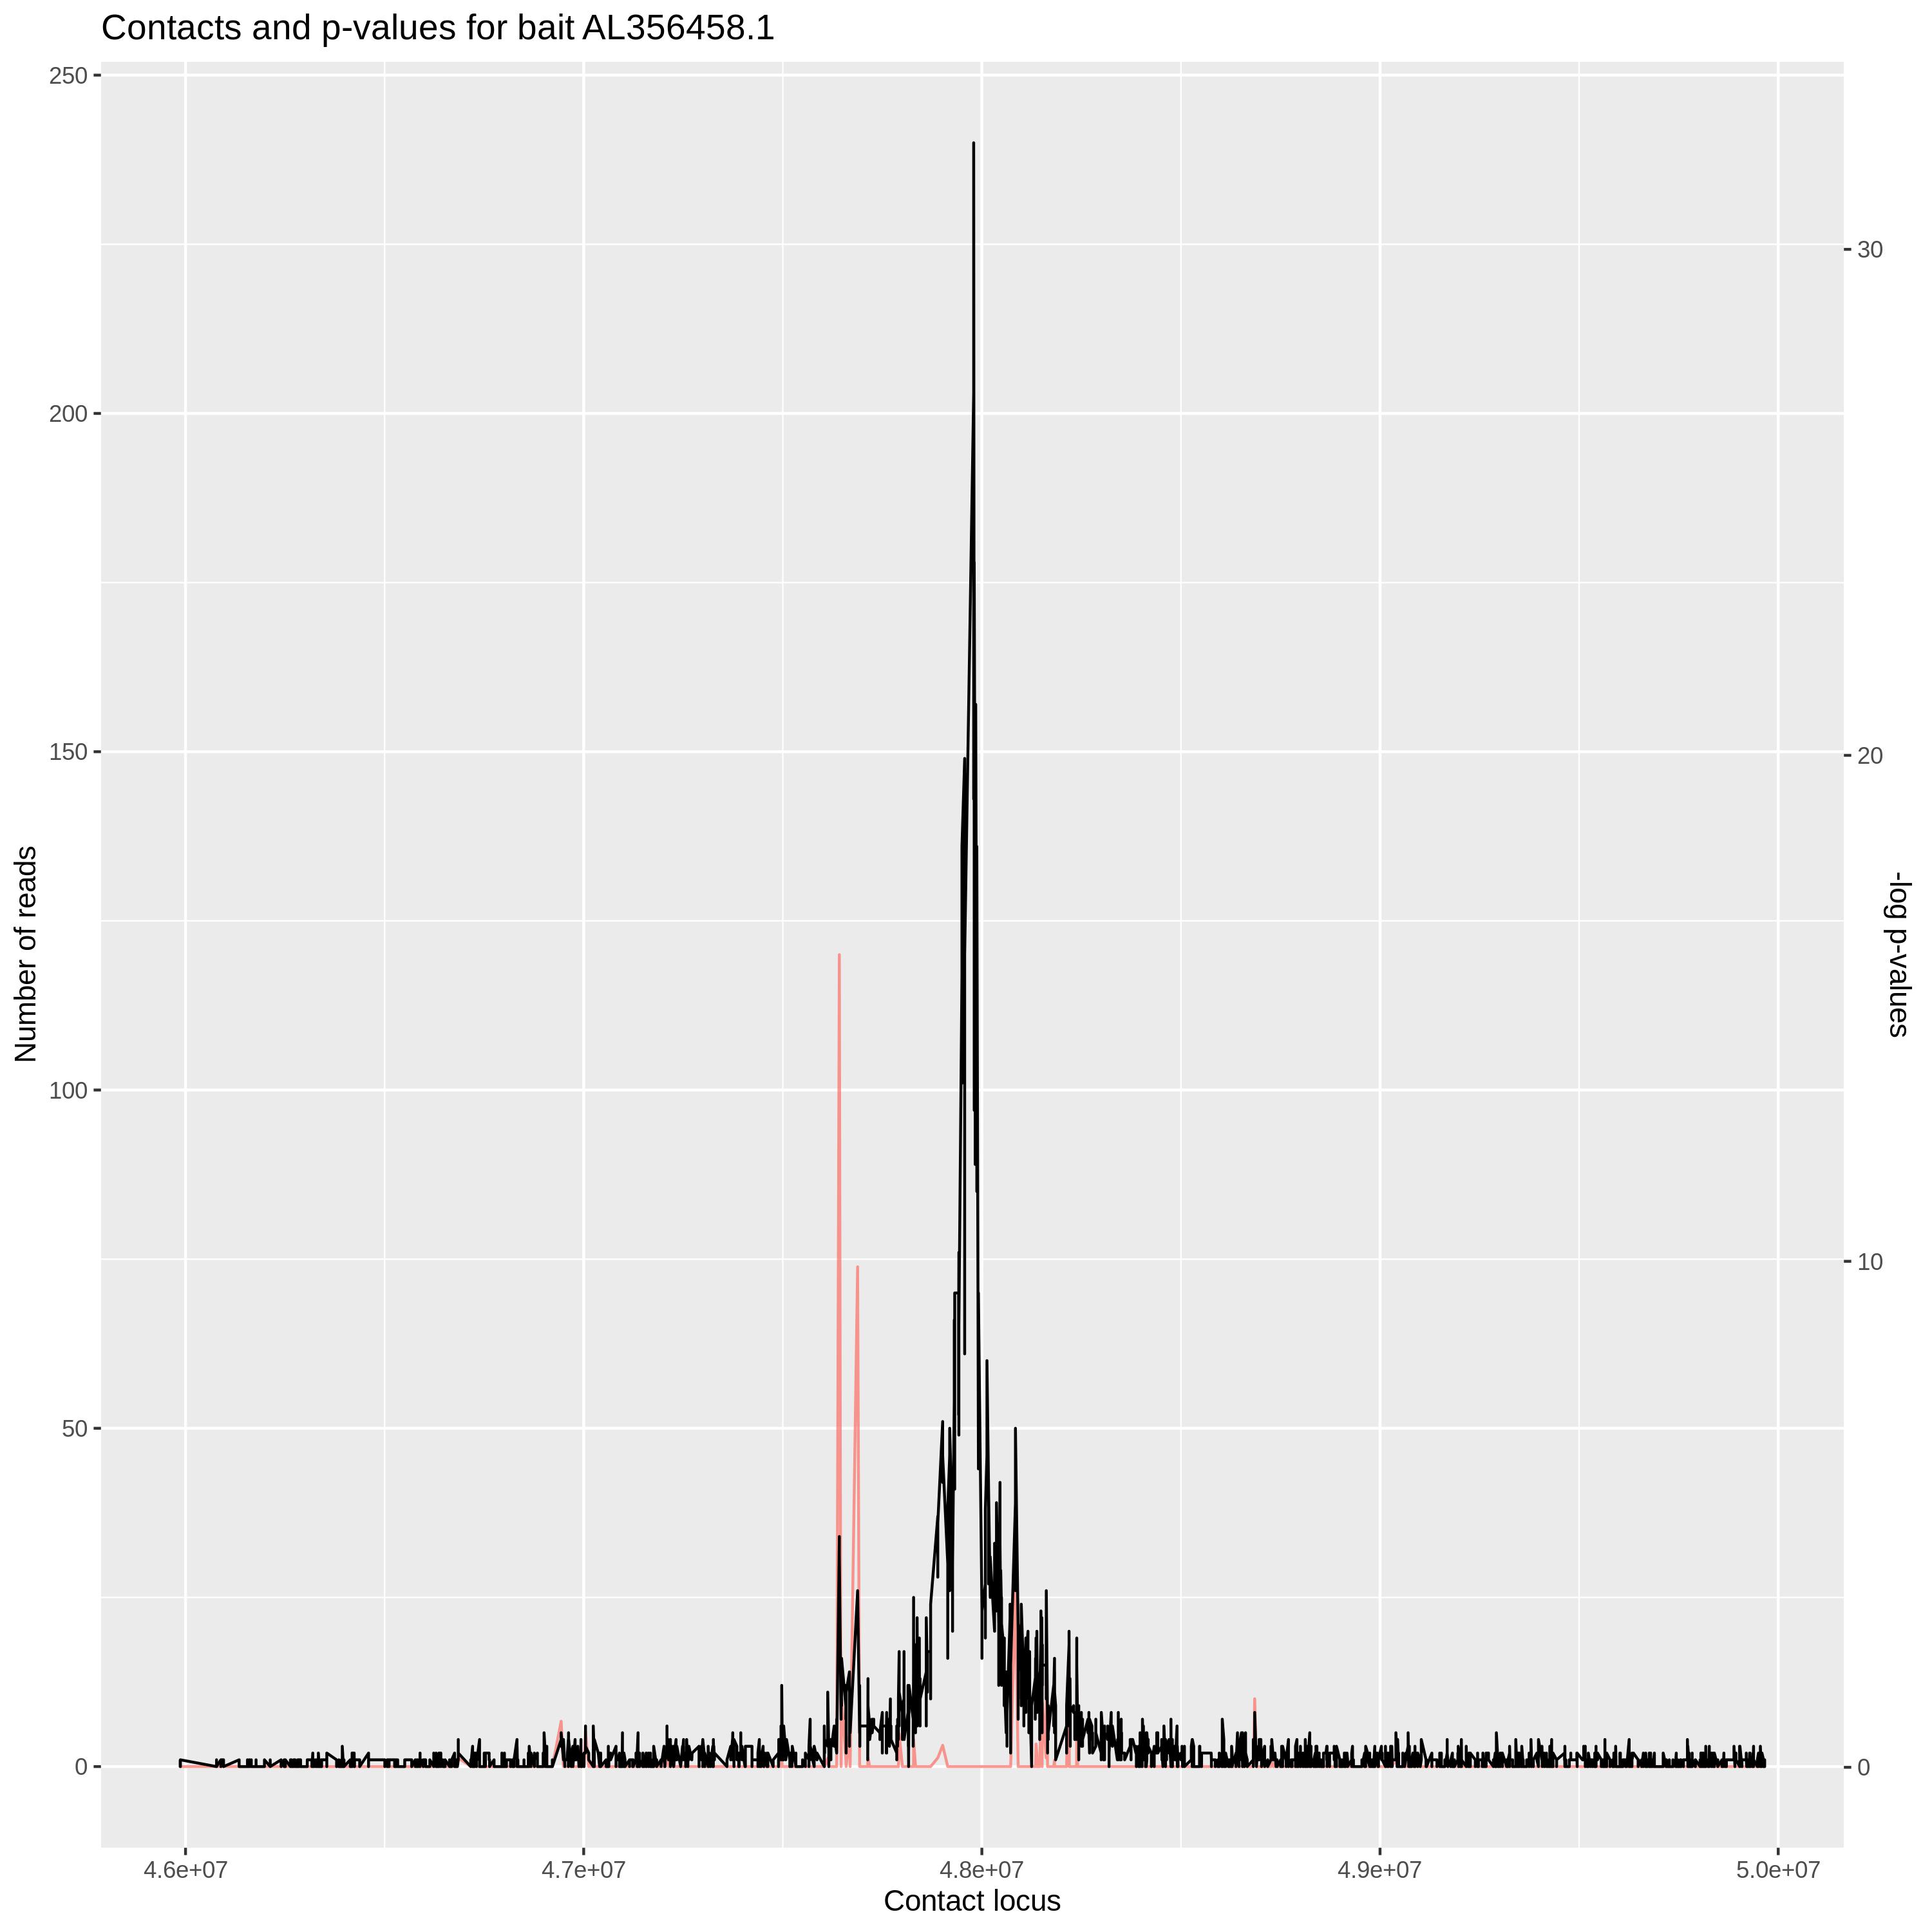 Contacts and p-values for bait AL356458.1
250
200
150
100
50
0
Number of reads
30
20
10
0
-log p-values
4.6e+07
4.7e+07
4.8e+07
4.9e+07
5.0e+07
Contact locus